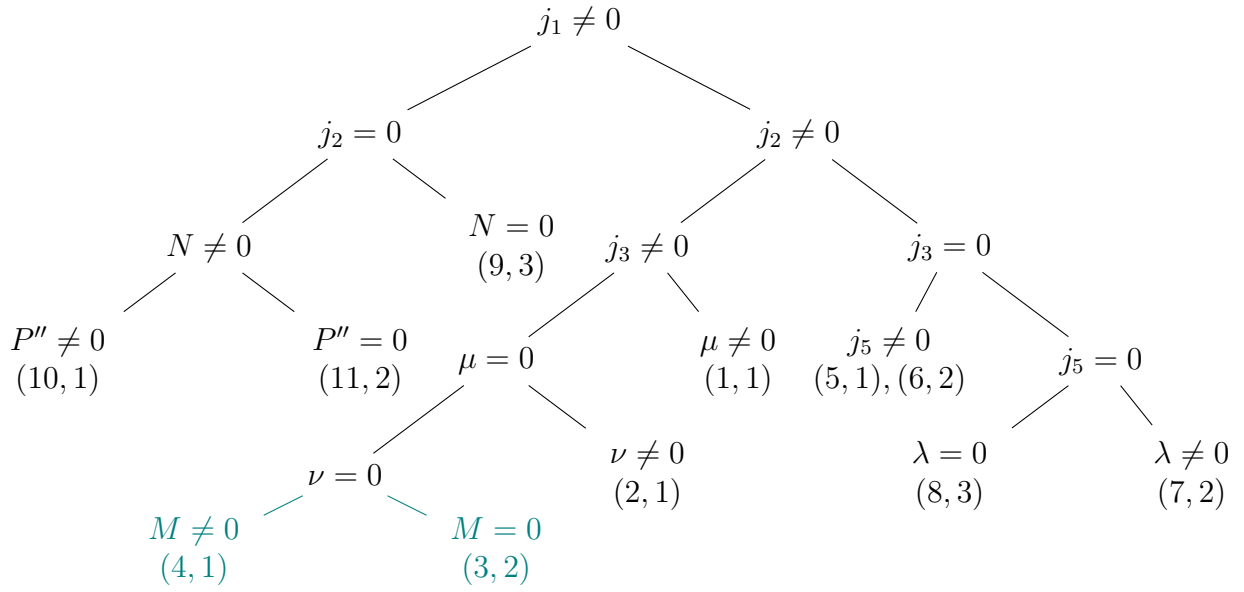 j₁ ≠ 0
j₂ = 0
j₂ ≠ 0
N ≠ 0
N = 0
(9, 3)
j₃ ≠ 0
j₃ = 0
P″ ≠ 0
(10, 1)
P″ = 0
(11, 2)
μ = 0
μ ≠ 0
(1, 1)
j₅ ≠ 0
(5, 1), (6, 2)
j₅ = 0
ν = 0
ν ≠ 0
(2, 1)
λ = 0
(8, 3)
λ ≠ 0
(7, 2)
M ≠ 0
(4, 1)
M = 0
(3, 2)